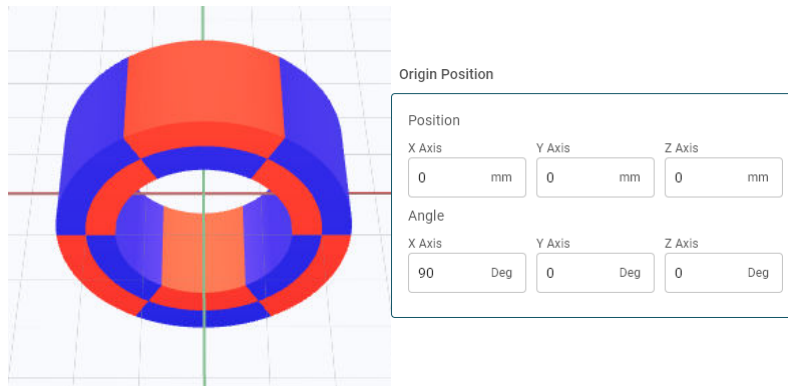 Origin Position
Position
X Axis Y Axis Z Axis
0 mm 0 mm 0 mm
Angle
X Axis Y Axis Z Axis
90 Deg 0 Deg 0 Deg